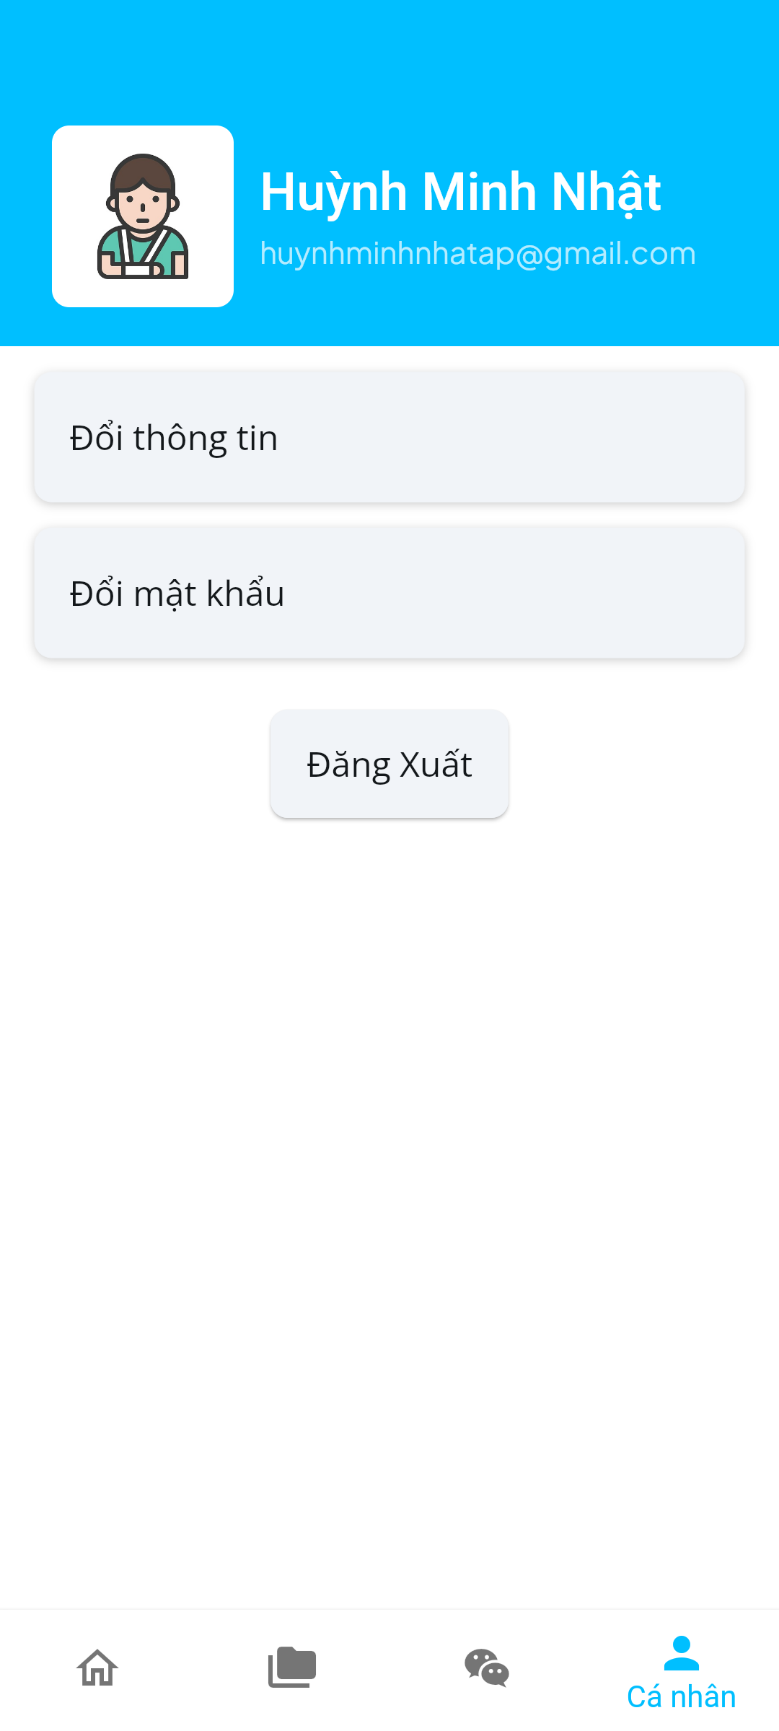 Huỳnh Minh Nhật
huynhminhnhatap@gmail.com
Đổi thông tin
Đổi mật khẩu
Đăng Xuất
Cá nhân